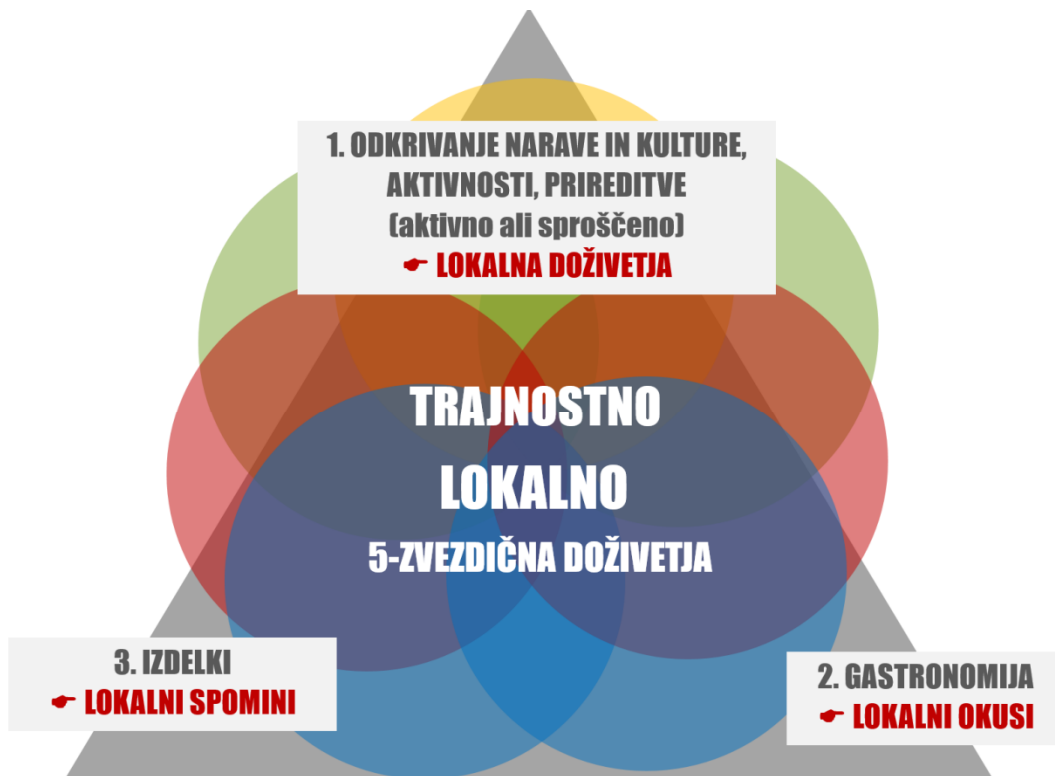 1. ODKRIVANJE NARAVE IN KULTURE,
AKTIVNOSTI, PRIREDITVE
(aktivno ali sproščeno)
☛ LOKALNA DOŽIVETJA
TRAJNOSTNO
LOKALNO
5-ZVEZDIČNA DOŽIVETJA
3. IZDELKI
☛ LOKALNI SPOMINI
2. GASTRONOMIJA
☛ LOKALNI OKUSI